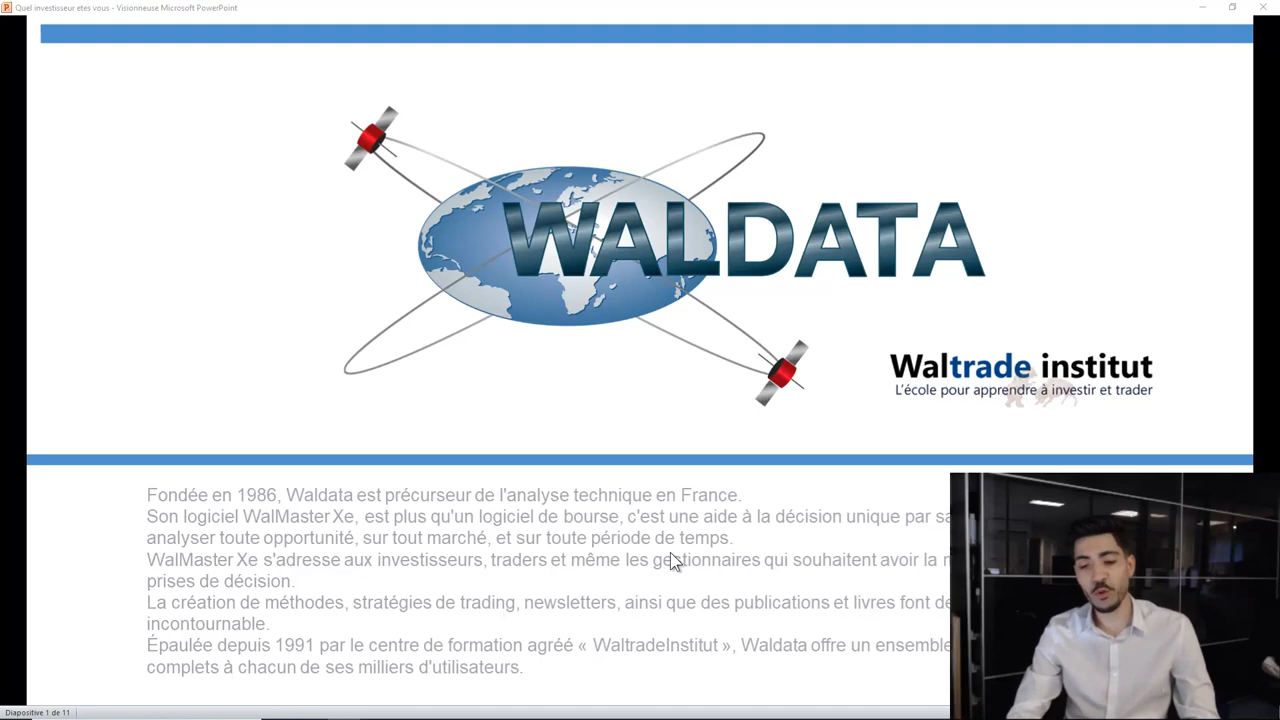 Quel investisseur etes vous - Visionneuse Microsoft PowerPoint
WALDATA
Waltrade institut
L'école pour apprendre à investir et trader
Fondée en 1986, Waldata est précurseur de l'analyse technique en France.
Son logiciel WalMaster Xe, est plus qu'un logiciel de bourse, c'est une aide à la décision unique par sa
analyser toute opportunité, sur tout marché, et sur toute période de temps.
WalMaster Xe s'adresse aux investisseurs, traders et même les gestionnaires qui souhaitent avoir la
prises de décision.
La création de méthodes, stratégies de trading, newsletters, ainsi que des publications et livres font
incontournable.
Épaulée depuis 1991 par le centre de formation agréé « WaltradeInstitut », Waldata offre un ensemble
complets à chacun de ses milliers d'utilisateurs.
Diapositive 1 de 11